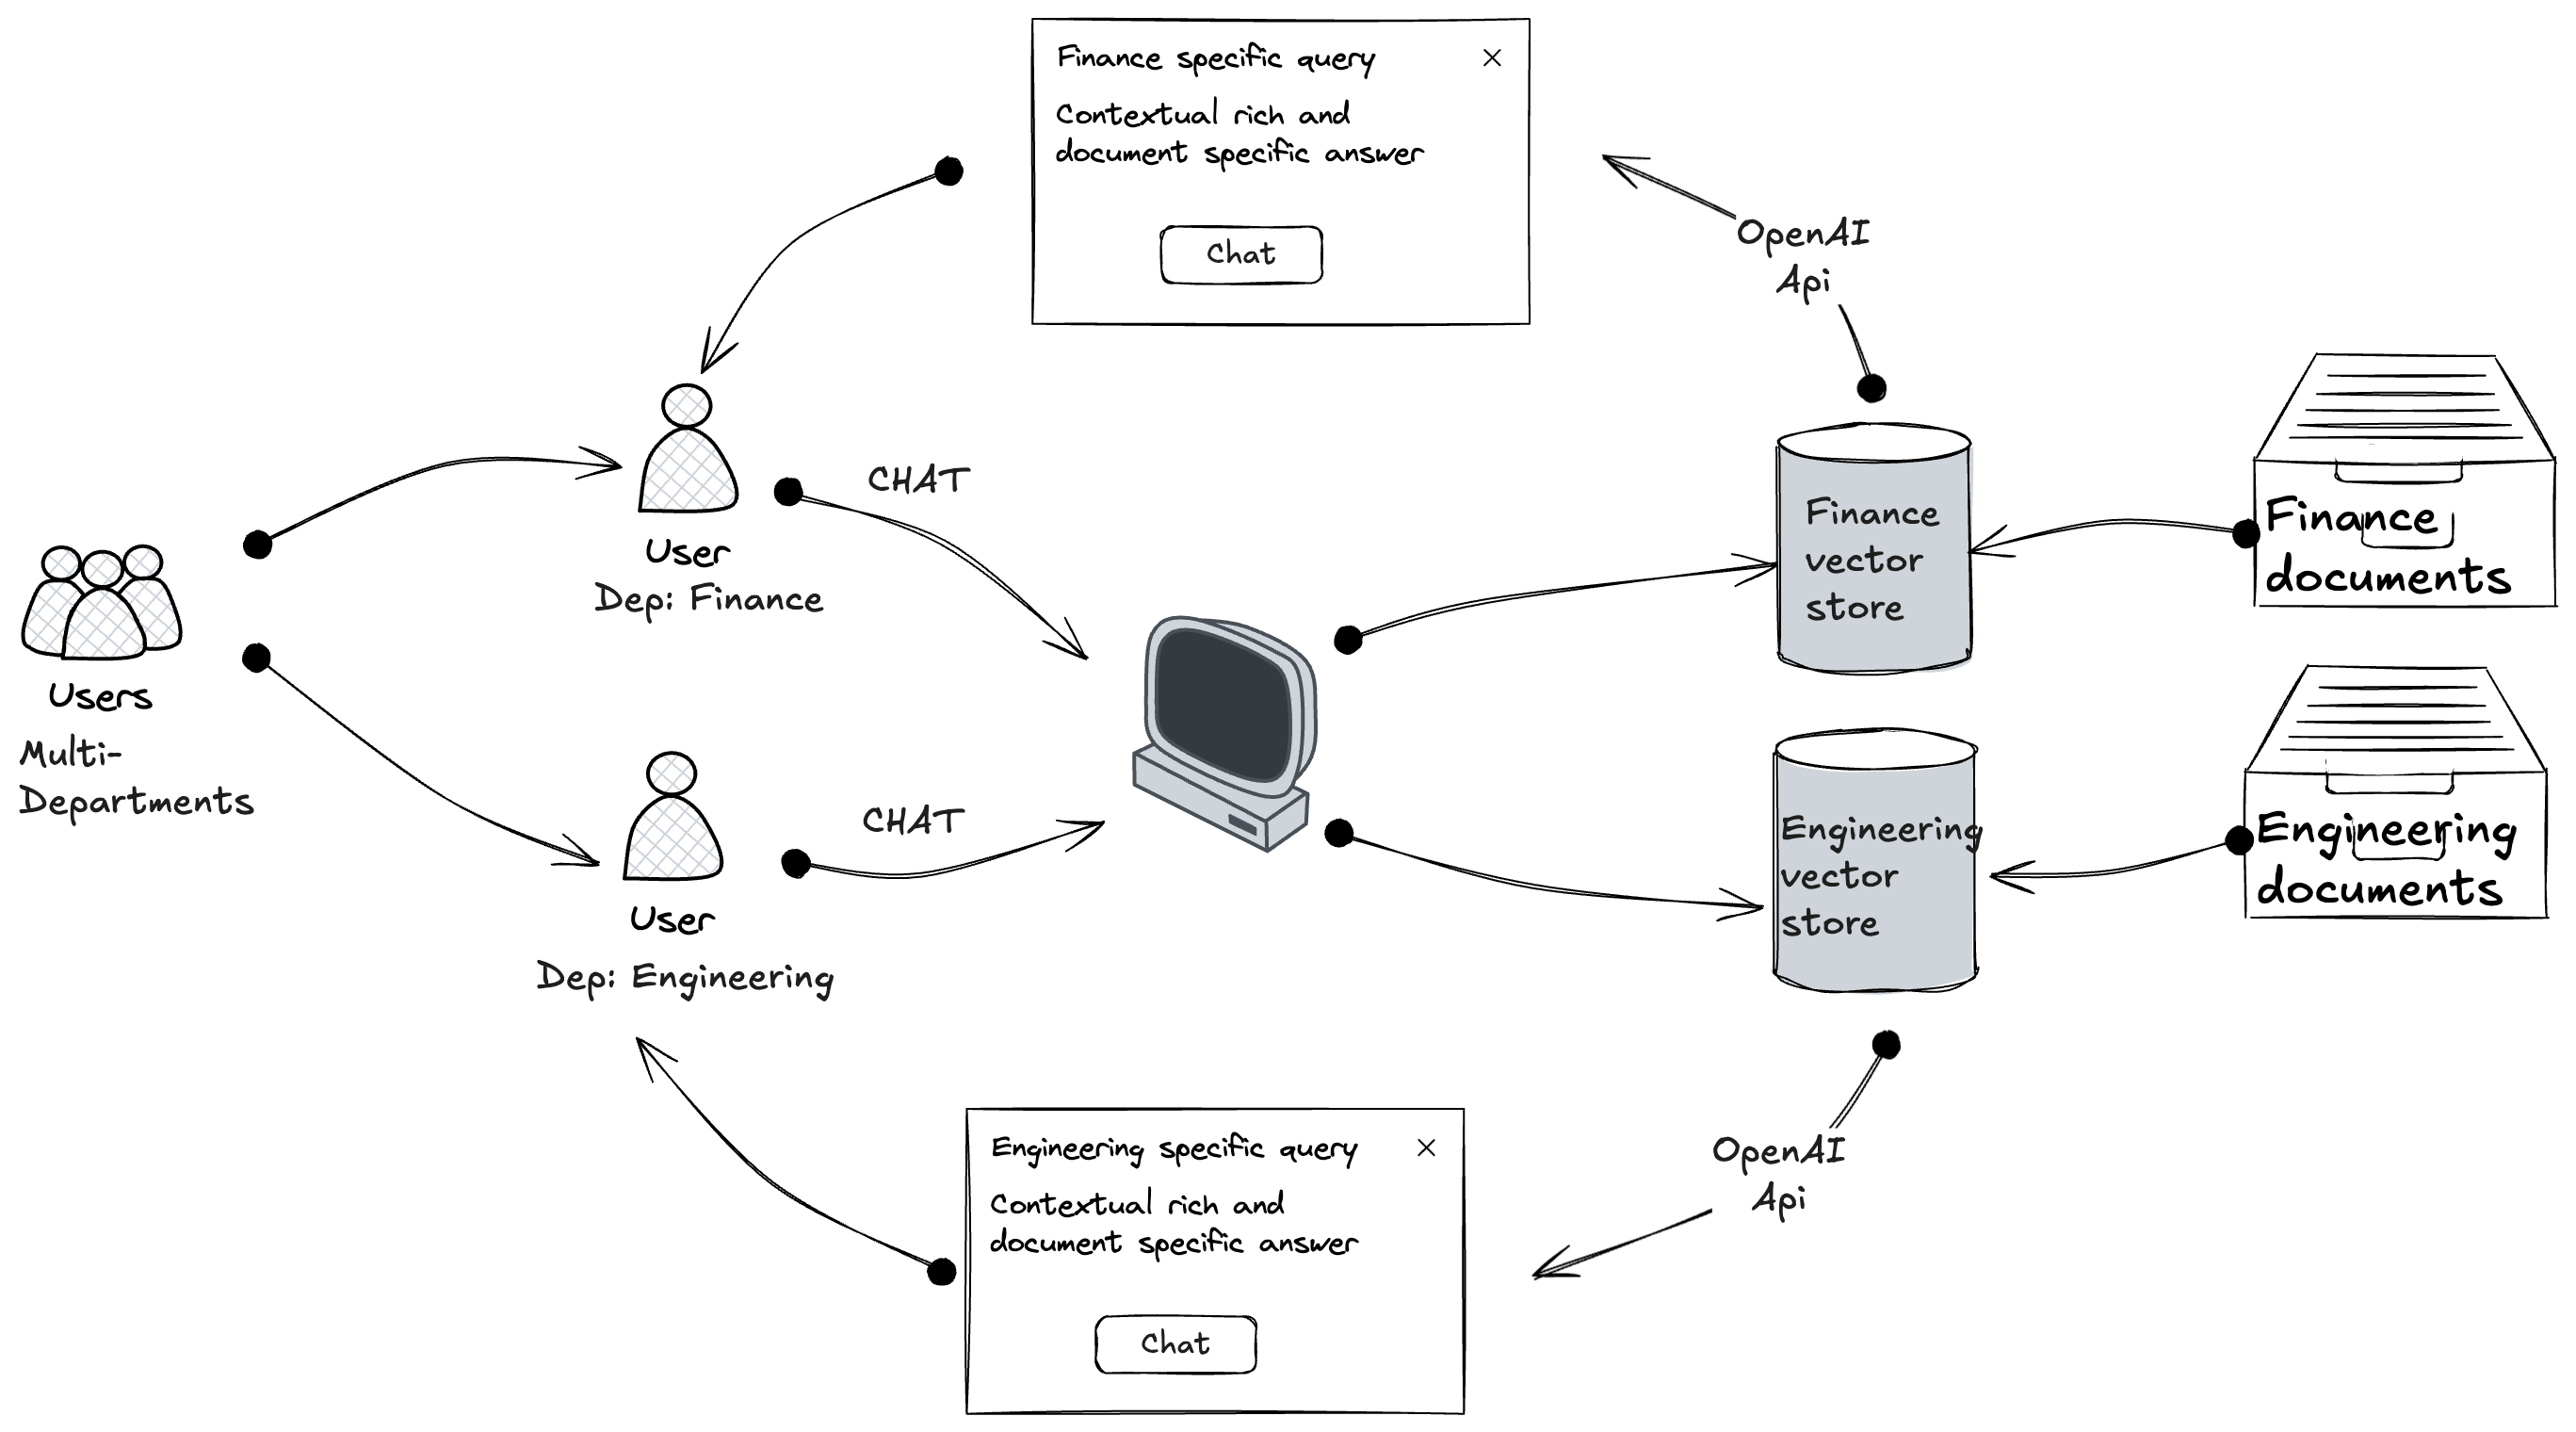 Finance specific query
Contextual rich and
document specific answer
Chat
OpenAI
Api
CHAT
User
Dep: Finance
Finance
vector
store
Finance
documents
Users
Multi-
Departments
CHAT
User
Dep: Engineering
Engineering
vector
store
Engineering
documents
Engineering specific query
Contextual rich and
document specific answer
Chat
OpenAI
Api